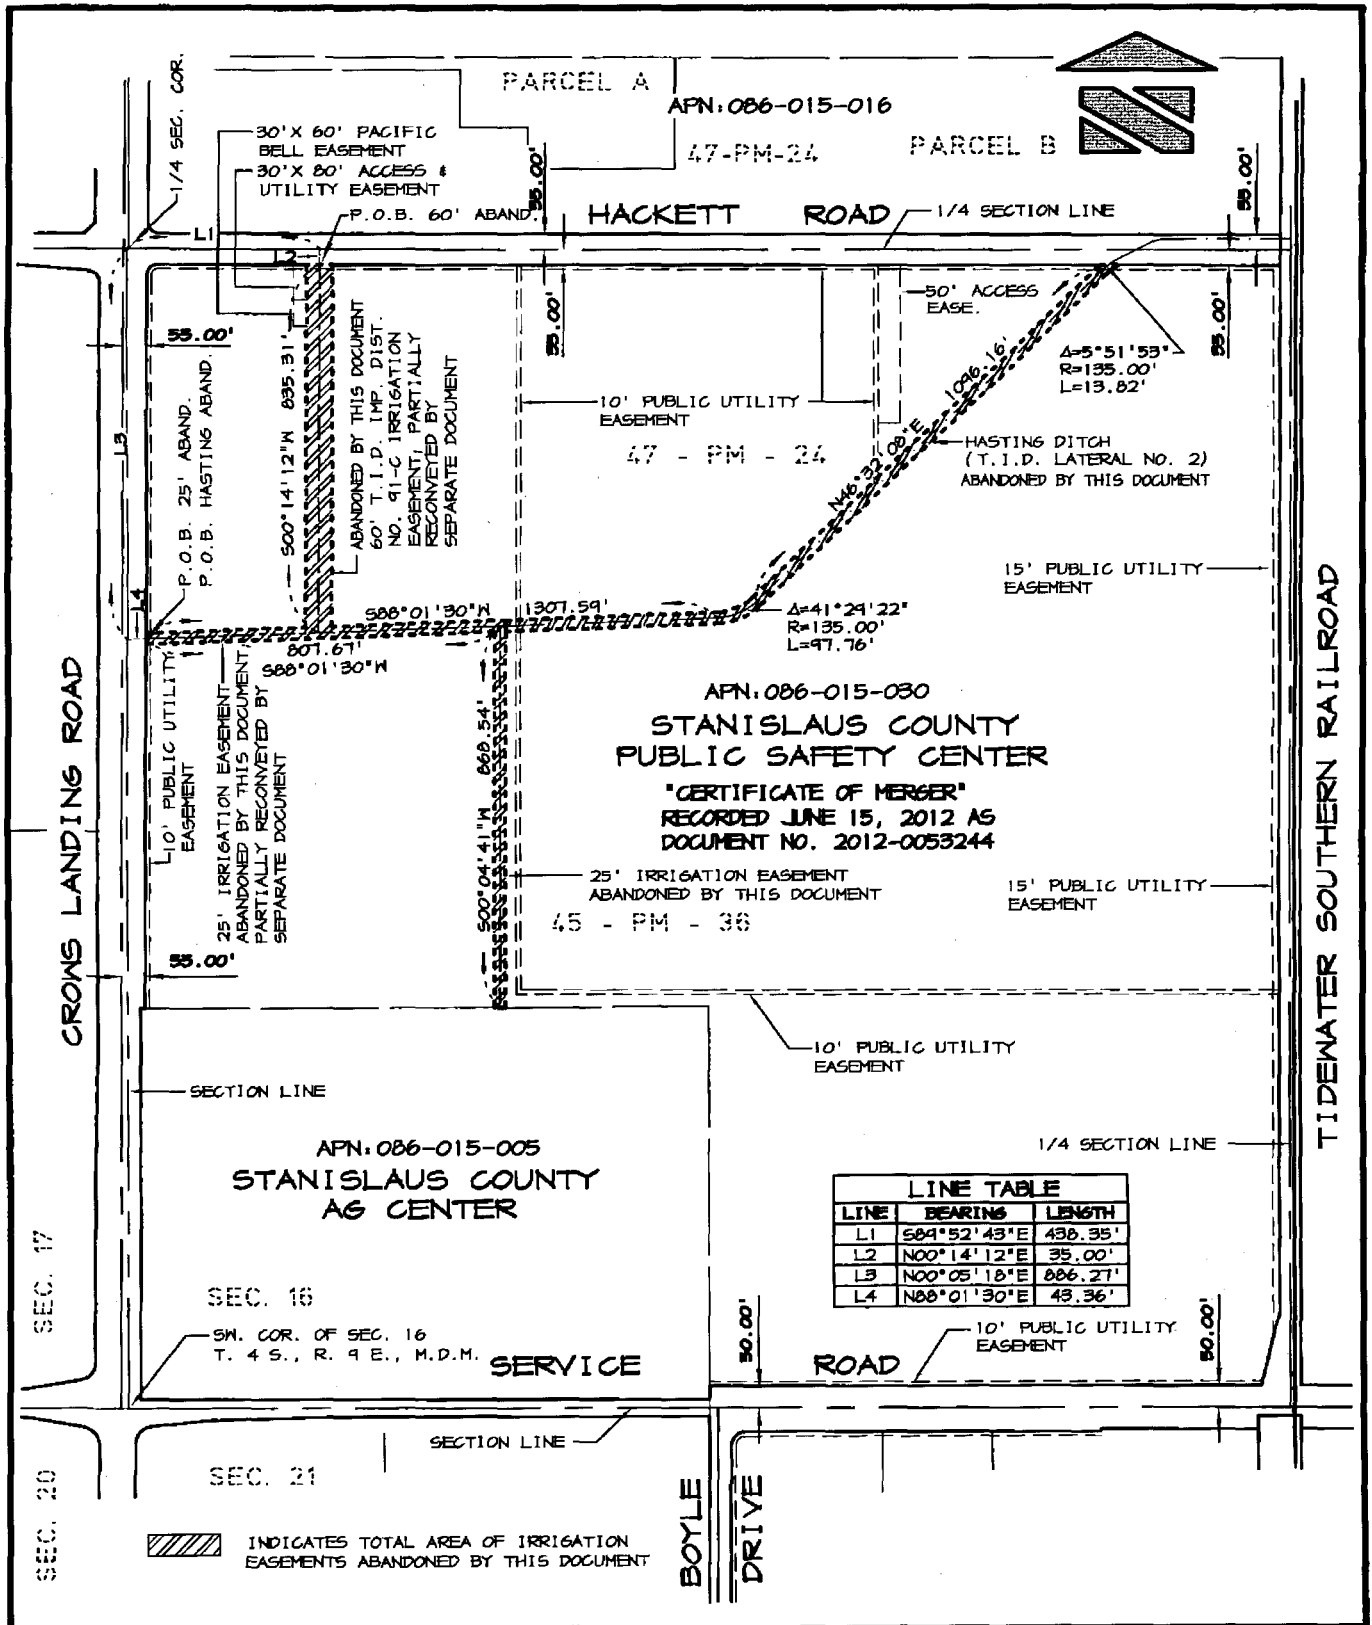 1/4 SEC. COR.
PARCEL A
APN: 086-015-016
47-PM-24
PARCEL B
30' X 60' PACIFIC
BELL EASEMENT
30' X 80' ACCESS &
UTILITY EASEMENT
P.O.B. 60' ABAND.
55.00'
HACKETT ROAD
1/4 SECTION LINE
55.00'
L1
L2
55.00'
55.00'
55.00'
L3
L4
P.O.B. 25' ABAND.
P.O.B. HASTING ABAND.
S00°14'12"W 835.31'
ABANDONED BY THIS DOCUMENT
60' T.I.D. IMP. DIST.
NO. 91-C IRRIGATION
EASEMENT, PARTIALLY
RECONVEYED BY
SEPARATE DOCUMENT
10' PUBLIC UTILITY
EASEMENT
47 - PM - 24
50' ACCESS
EASE.
Δ=5°51'53"
R=135.00'
L=13.82'
N46°32'08"E 1096.16'
HASTING DITCH
(T.I.D. LATERAL NO. 2)
ABANDONED BY THIS DOCUMENT
15' PUBLIC UTILITY
EASEMENT
S88°01'30"W 1307.59'
807.67'
S88°01'30"W
Δ=41°29'22"
R=135.00'
L=97.76'
CROWS LANDING ROAD
TIDEWATER SOUTHERN RAILROAD
10' PUBLIC UTILITY
EASEMENT
25' IRRIGATION EASEMENT
ABANDONED BY THIS DOCUMENT,
PARTIALLY RECONVEYED BY
SEPARATE DOCUMENT
S00°04'41"W 868.54'
APN: 086-015-030
STANISLAUS COUNTY
PUBLIC SAFETY CENTER
"CERTIFICATE OF MERGER"
RECORDED JUNE 15, 2012 AS
DOCUMENT NO. 2012-0053244
25' IRRIGATION EASEMENT
ABANDONED BY THIS DOCUMENT
45 - PM - 36
15' PUBLIC UTILITY
EASEMENT
55.00'
10' PUBLIC UTILITY
EASEMENT
SECTION LINE
APN: 086-015-005
STANISLAUS COUNTY
AG CENTER
1/4 SECTION LINE
LINE TABLE
LINE BEARING LENGTH
L1 S89°52'43"E 438.35'
L2 N00°14'12"E 35.00'
L3 N00°05'18"E 886.27'
L4 N88°01'30"E 43.36'
SEC. 17
SEC. 16
SW. COR. OF SEC. 16
T. 4 S., R. 9 E., M.D.M.
SERVICE ROAD
50.00'
10' PUBLIC UTILITY
EASEMENT
50.00'
SECTION LINE
SEC. 20
SEC. 21
BOYLE
DRIVE
INDICATES TOTAL AREA OF IRRIGATION
EASEMENTS ABANDONED BY THIS DOCUMENT